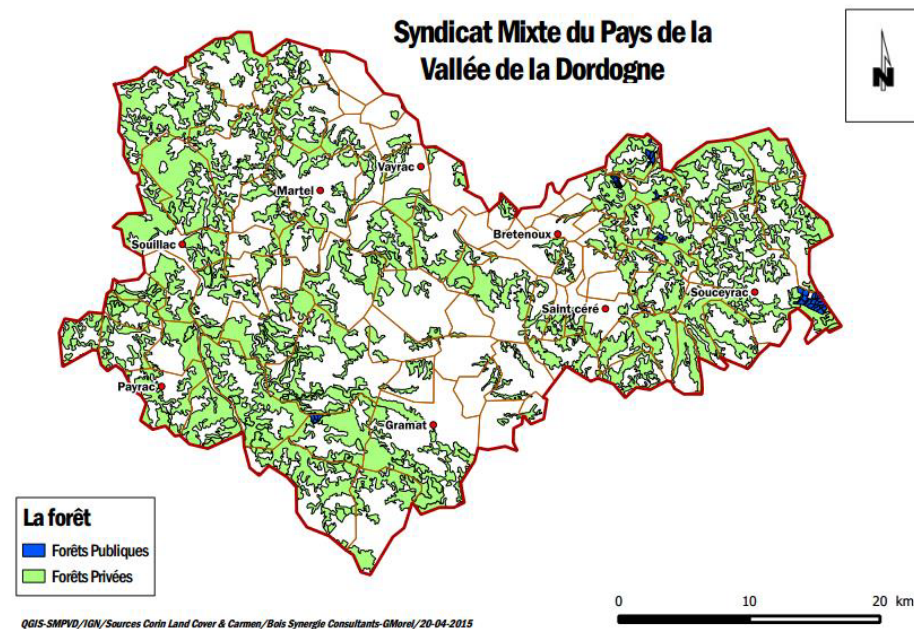 Syndicat Mixte du Pays de la
Vallée de la Dordogne
N
Vayrac
Martel
Bretenoux
Souillac
Souceyrac
Saint céré
Payrac
Gramat
La forêt
Forêts Publiques
Forêts Privées
0 10 20 km
QGIS-SMPVD/IGN/Sources Corin Land Cover & Carmen/Bois Synergie Consultants-GMorel/20-04-2015